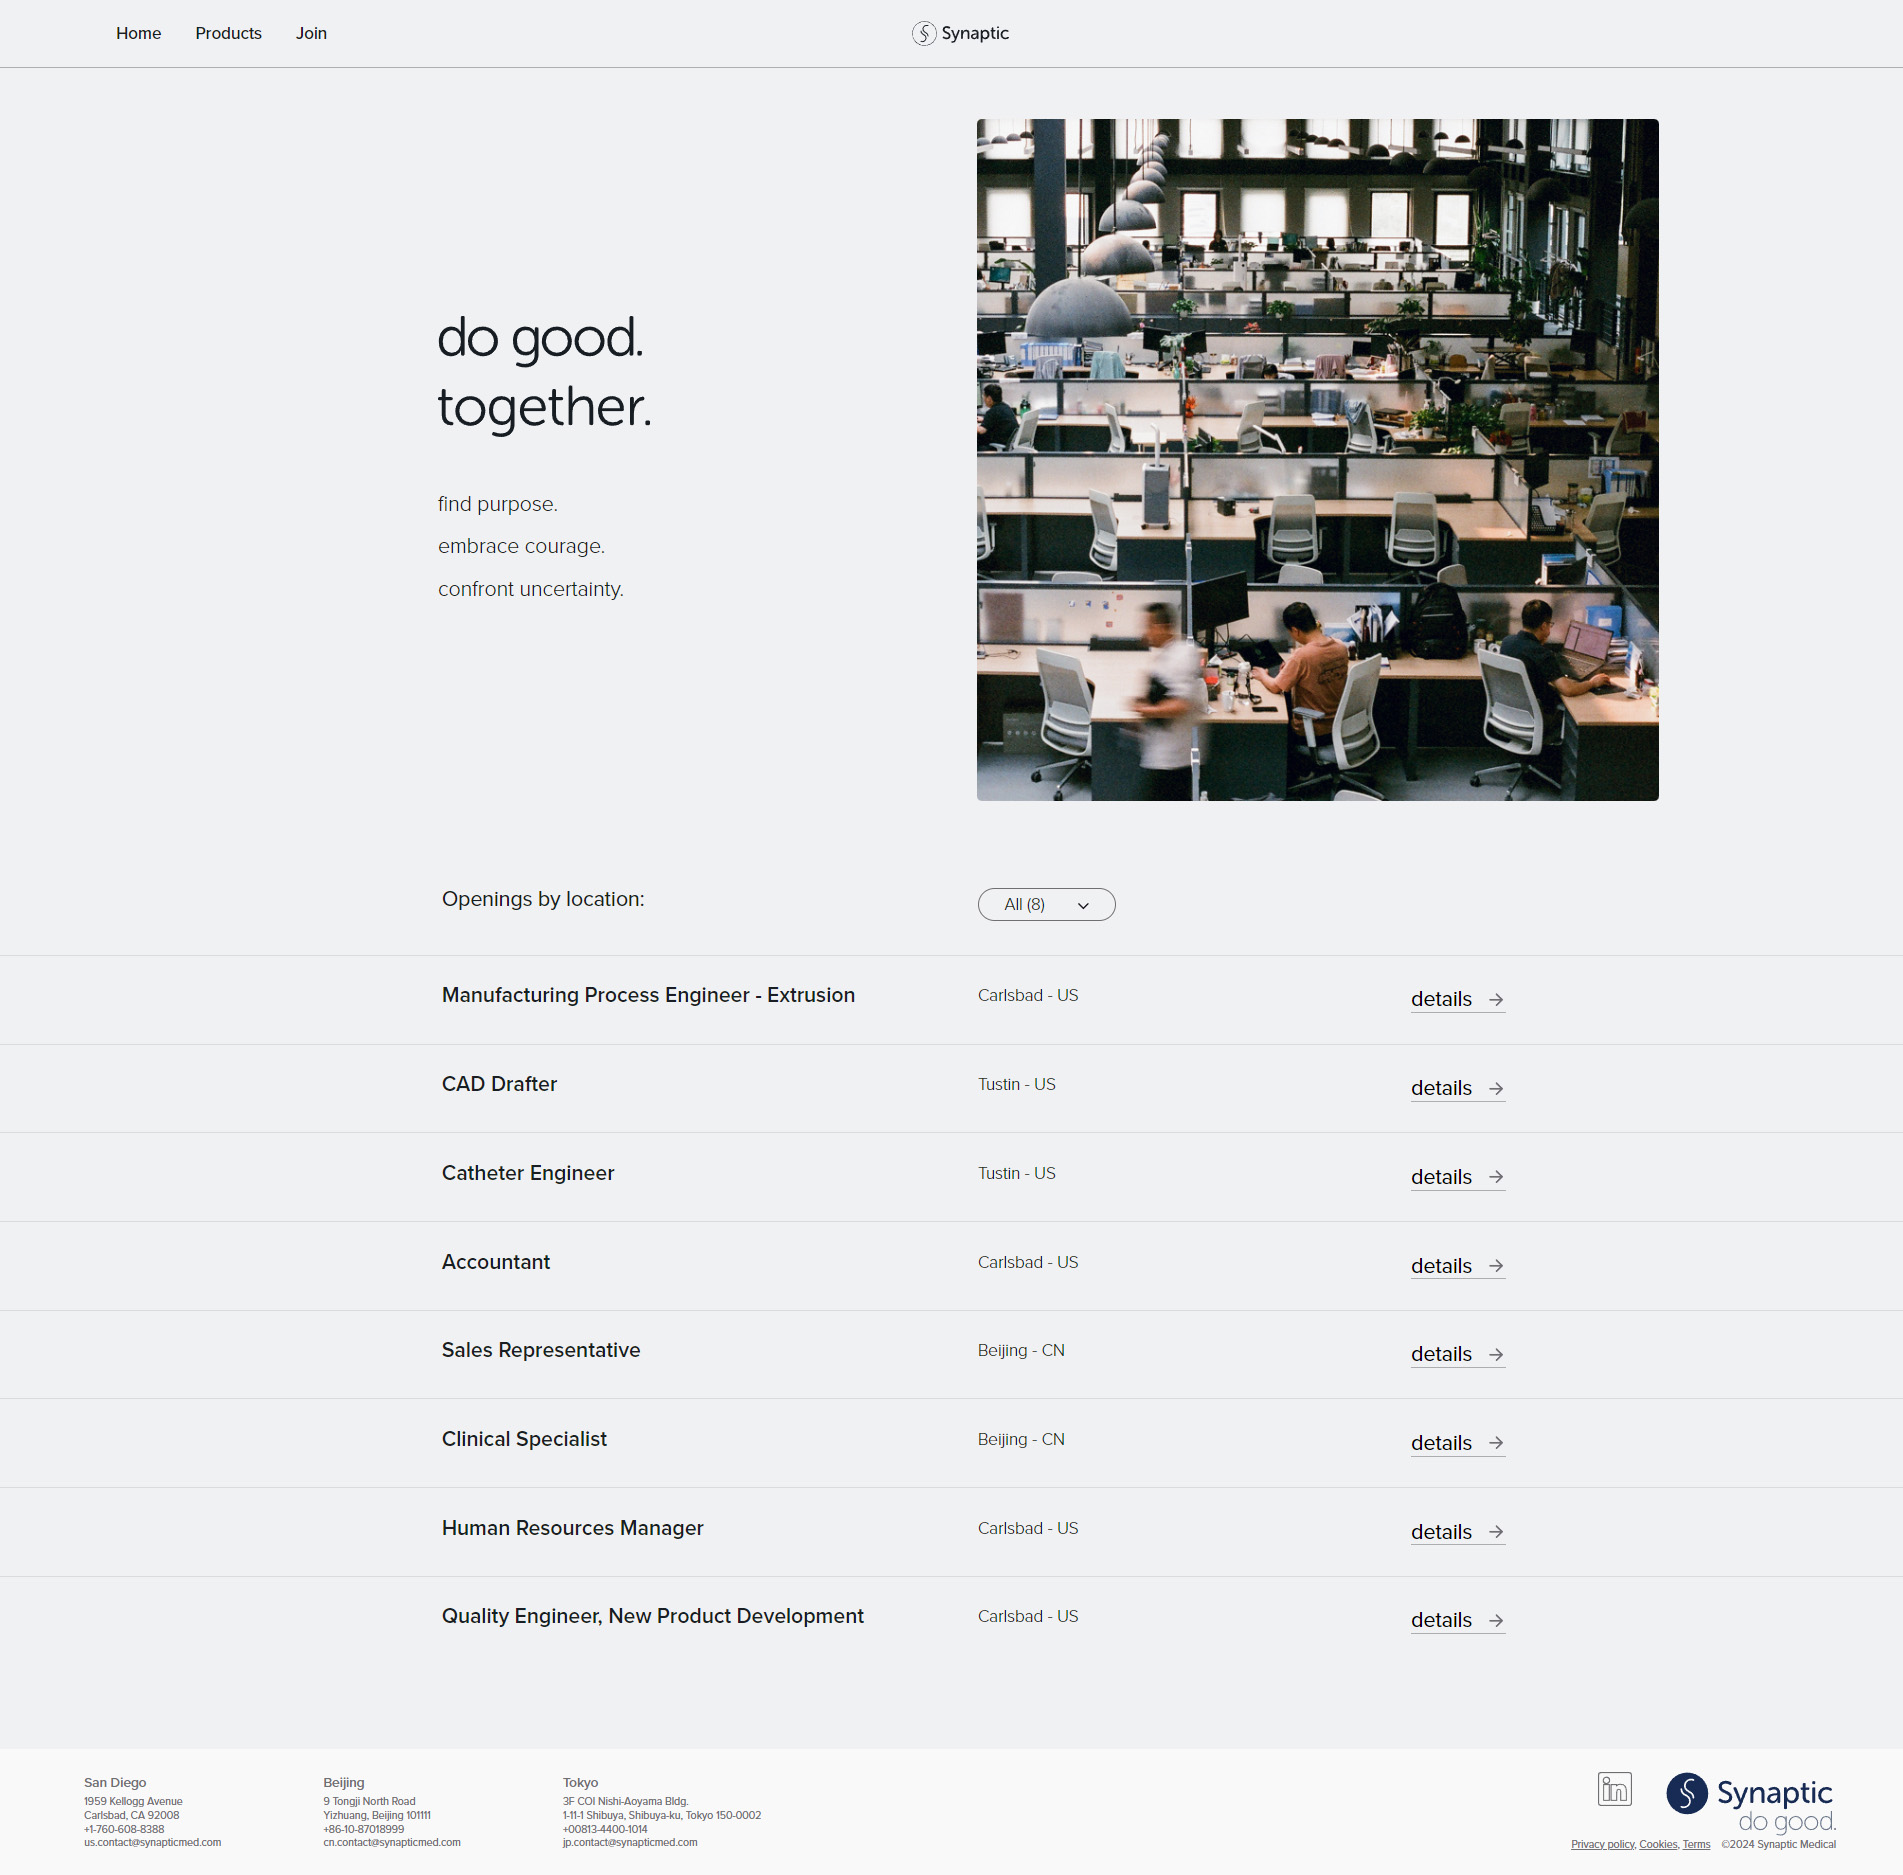 Home Products Join Synaptic
do good.
together.
find purpose.
embrace courage.
confront uncertainty.
Openings by location: All (8)
Manufacturing Process Engineer - Extrusion Carlsbad - US details
CAD Drafter Tustin - US details
Catheter Engineer Tustin - US details
Accountant Carlsbad - US details
Sales Representative Beijing - CN details
Clinical Specialist Beijing - CN details
Human Resources Manager Carlsbad - US details
Quality Engineer, New Product Development Carlsbad - US details
San Diego
1959 Kellogg Avenue
Carlsbad, CA 92008
+1-760-608-8388
us.contact@synapticmed.com
Beijing
9 Tongji North Road
Yizhuang, Beijing 101111
+86-10-87018999
cn.contact@synapticmed.com
Tokyo
3F COI Nishi-Aoyama Bldg.
1-11-1 Shibuya, Shibuya-ku, Tokyo 150-0002
+00813-4400-1014
jp.contact@synapticmed.com
in
Synaptic
do good.
Privacy policy, Cookies, Terms ©2024 Synaptic Medical